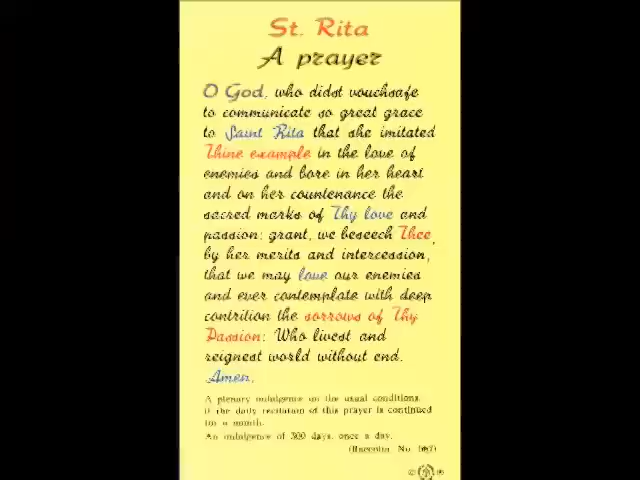 St. Rita
A prayer
O God, who didst vouchsafe
to communicate so great grace
to Saint Rita that she imitated
Thine example in the love of
enemies and bore in her heart
and on her countenance the
sacred marks of Thy love and
passion: grant, we beseech Thee,
by her merits and intercession,
that we may love our enemies
and ever contemplate with deep
contrition the sorrows of Thy
Passion: Who livest and
reignest world without end.
Amen.
A plenary indulgence on the usual conditions,
if the daily recitation of this prayer is continued
for a month.
An indulgence of 300 days, once a day.
(Raccolta No. 567)